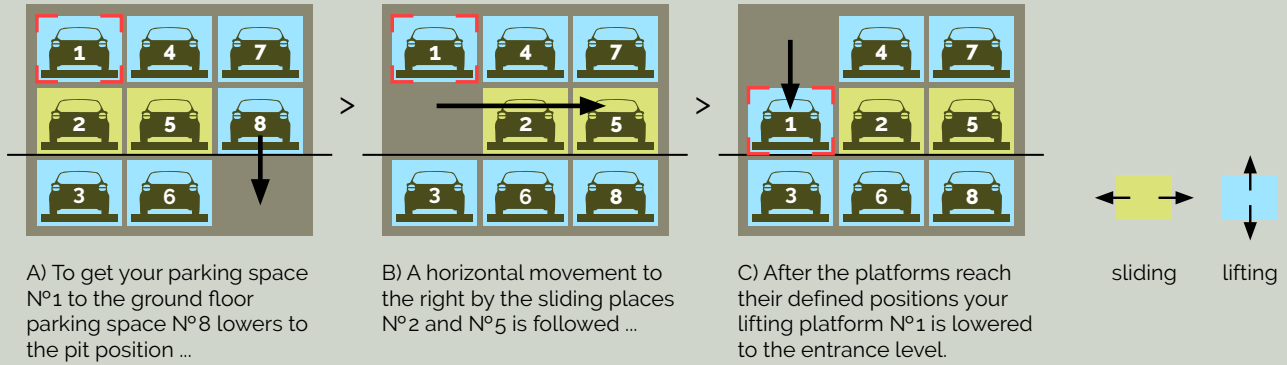 1 4 7
2 5 8
3 6
>
1 4 7
2 5
3 6 8
>
4 7
1 2 5
3 6 8
A) To get your parking space
Nº1 to the ground floor
parking space Nº8 lowers to
the pit position ...
B) A horizontal movement to
the right by the sliding places
Nº2 and Nº5 is followed ...
C) After the platforms reach
their defined positions your
lifting platform Nº1 is lowered
to the entrance level.
sliding
lifting